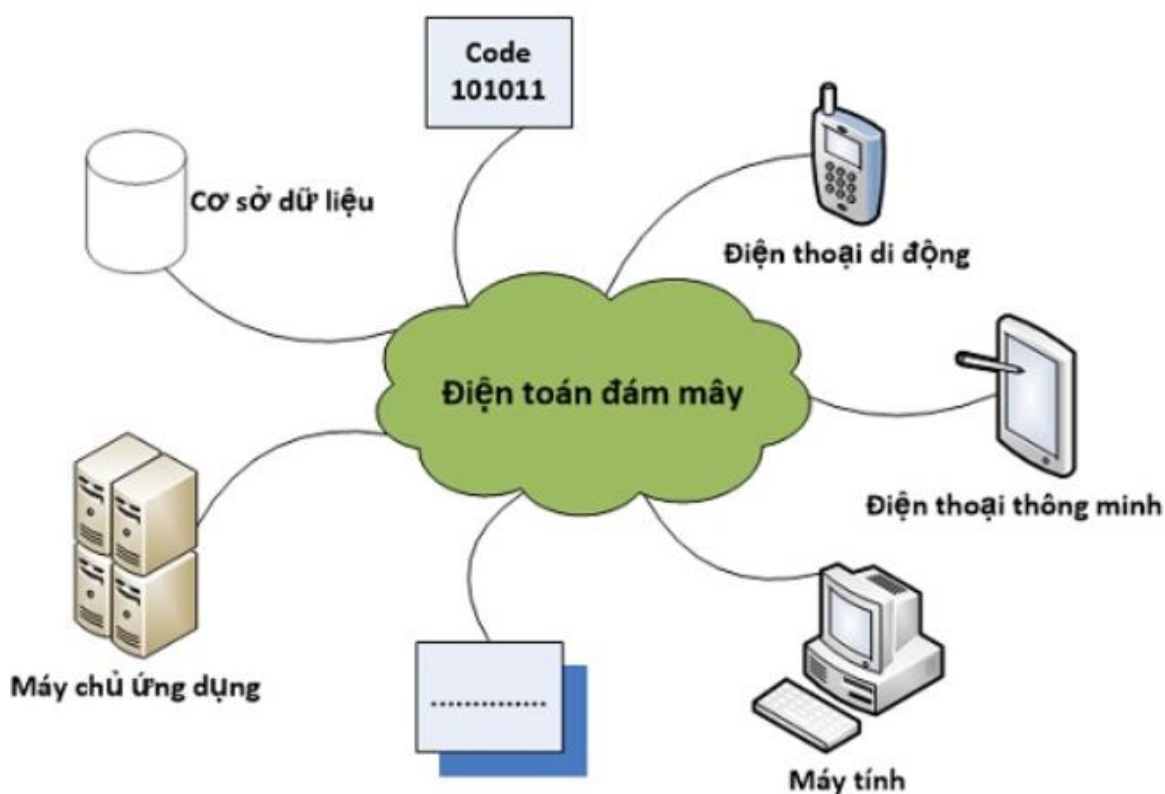 Code
101011
Cơ sở dữ liệu
Điện thoại di động
Điện toán đám mây
Điện thoại thông minh
Máy chủ ứng dụng
..............
Máy tính